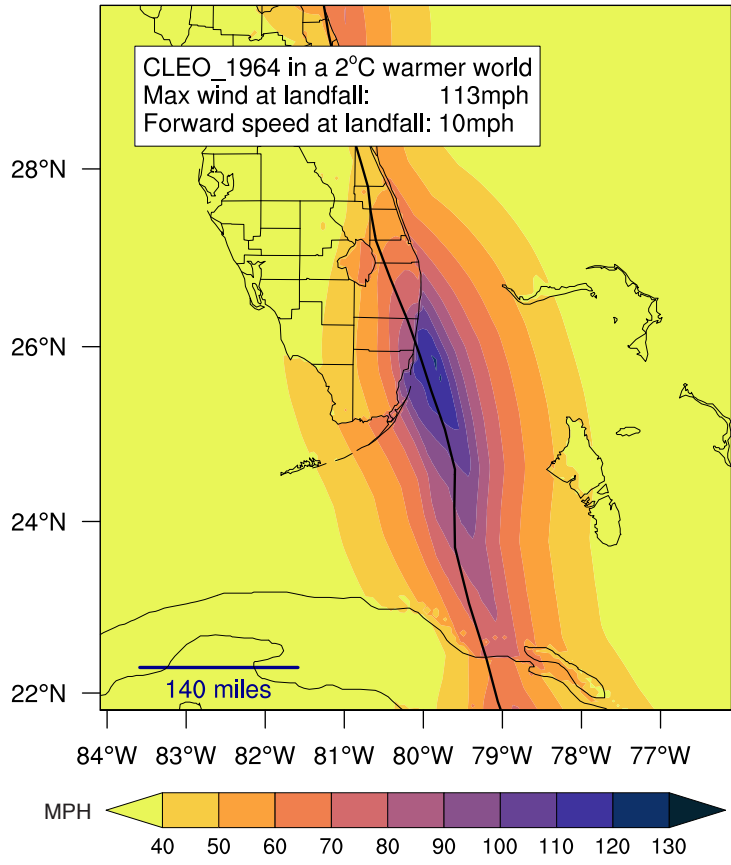 CLEO_1964 in a 2°C warmer world
Max wind at landfall: 113mph
Forward speed at landfall: 10mph
28°N
26°N
24°N
22°N
140 miles
84°W 83°W 82°W 81°W 80°W 79°W 78°W 77°W
MPH
40 50 60 70 80 90 100 110 120 130